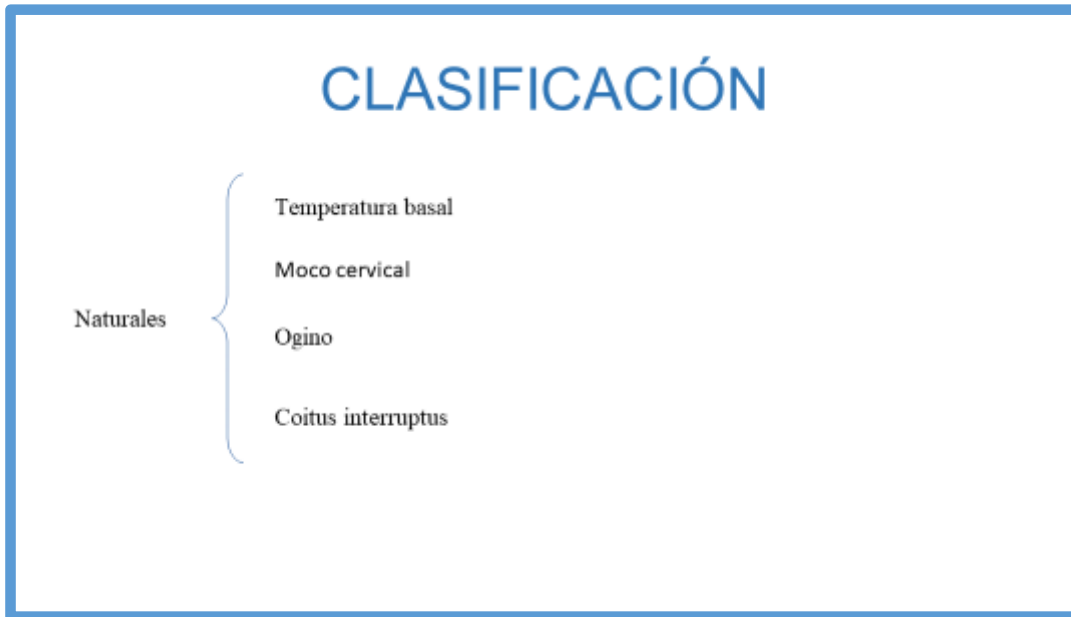 CLASIFICACIÓN
Temperatura basal
Moco cervical
Naturales
Ogino
Coitus interruptus